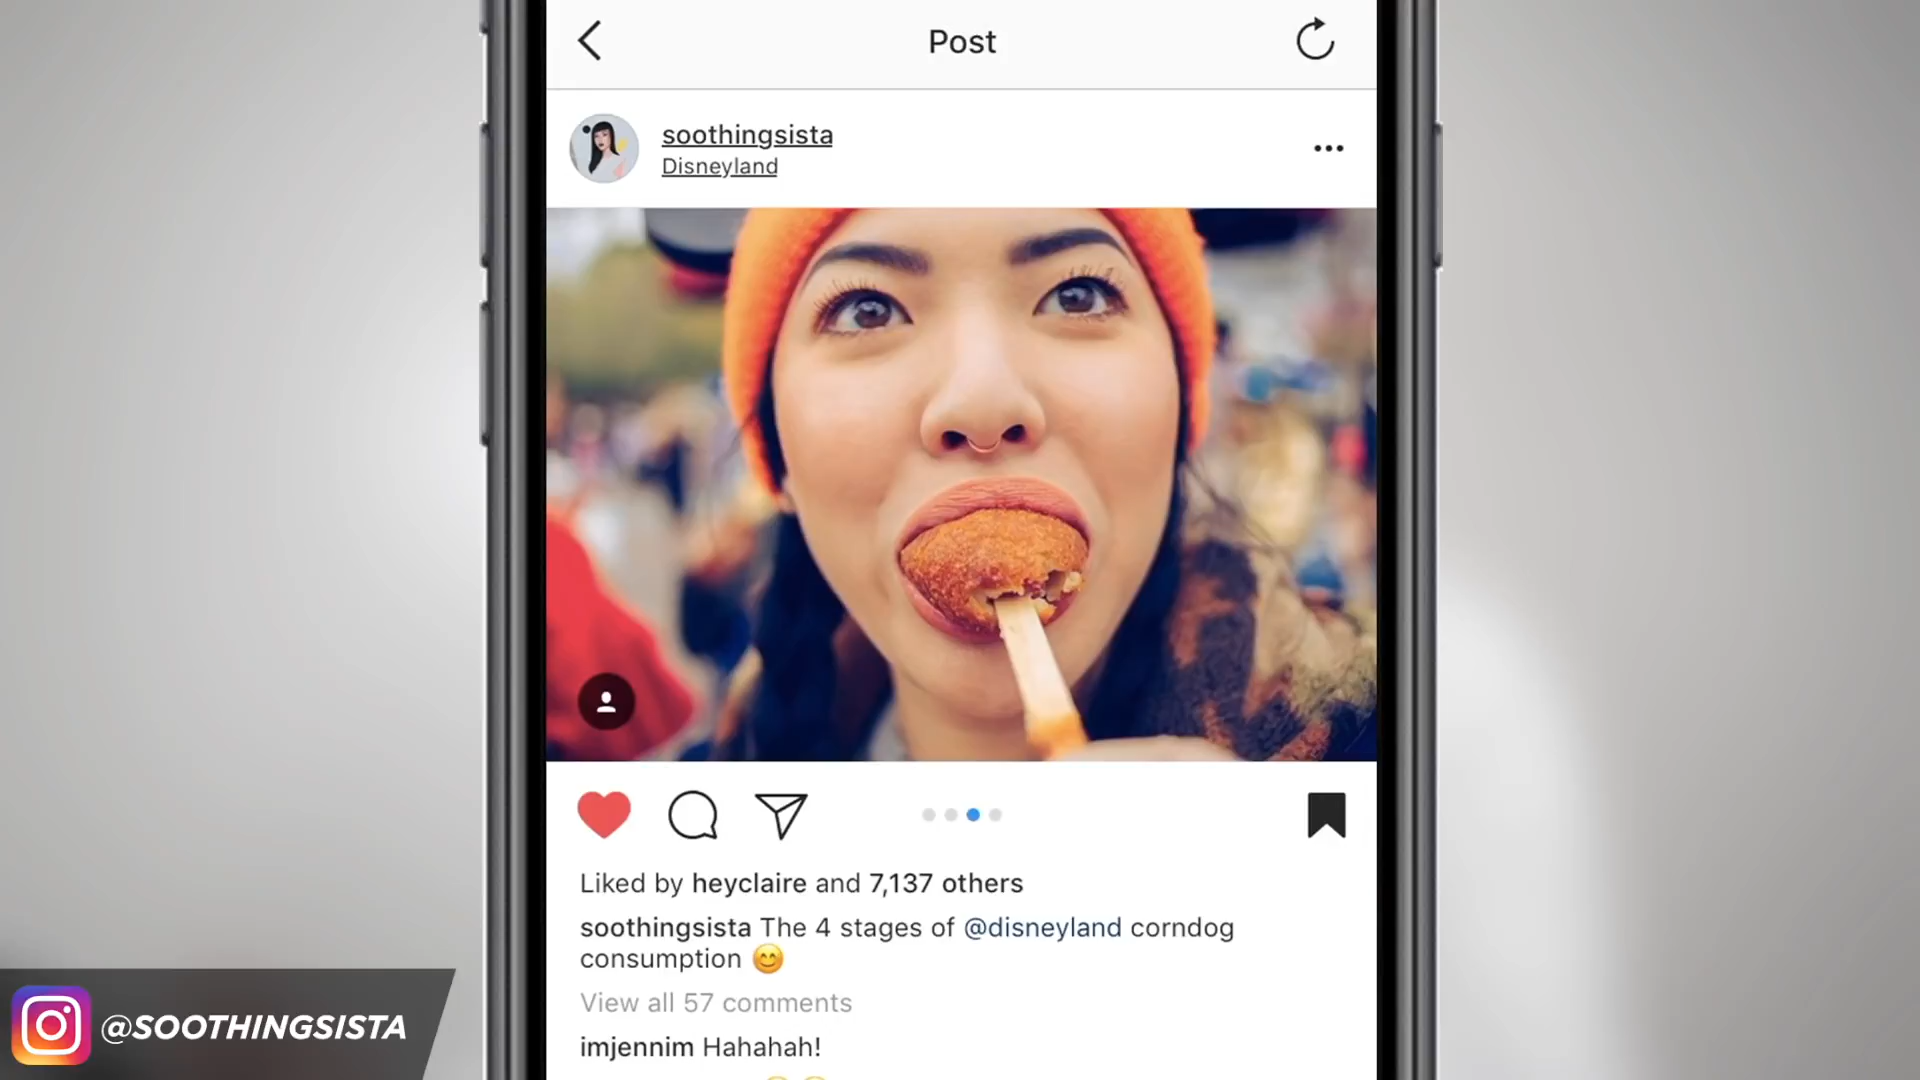 Post
soothingsista
Disneyland
Liked by heyclaire and 7,137 others
soothingsista The 4 stages of @disneyland corndog
consumption 😊
View all 57 comments
imjennim Hahahah!
@SOOTHINGSISTA